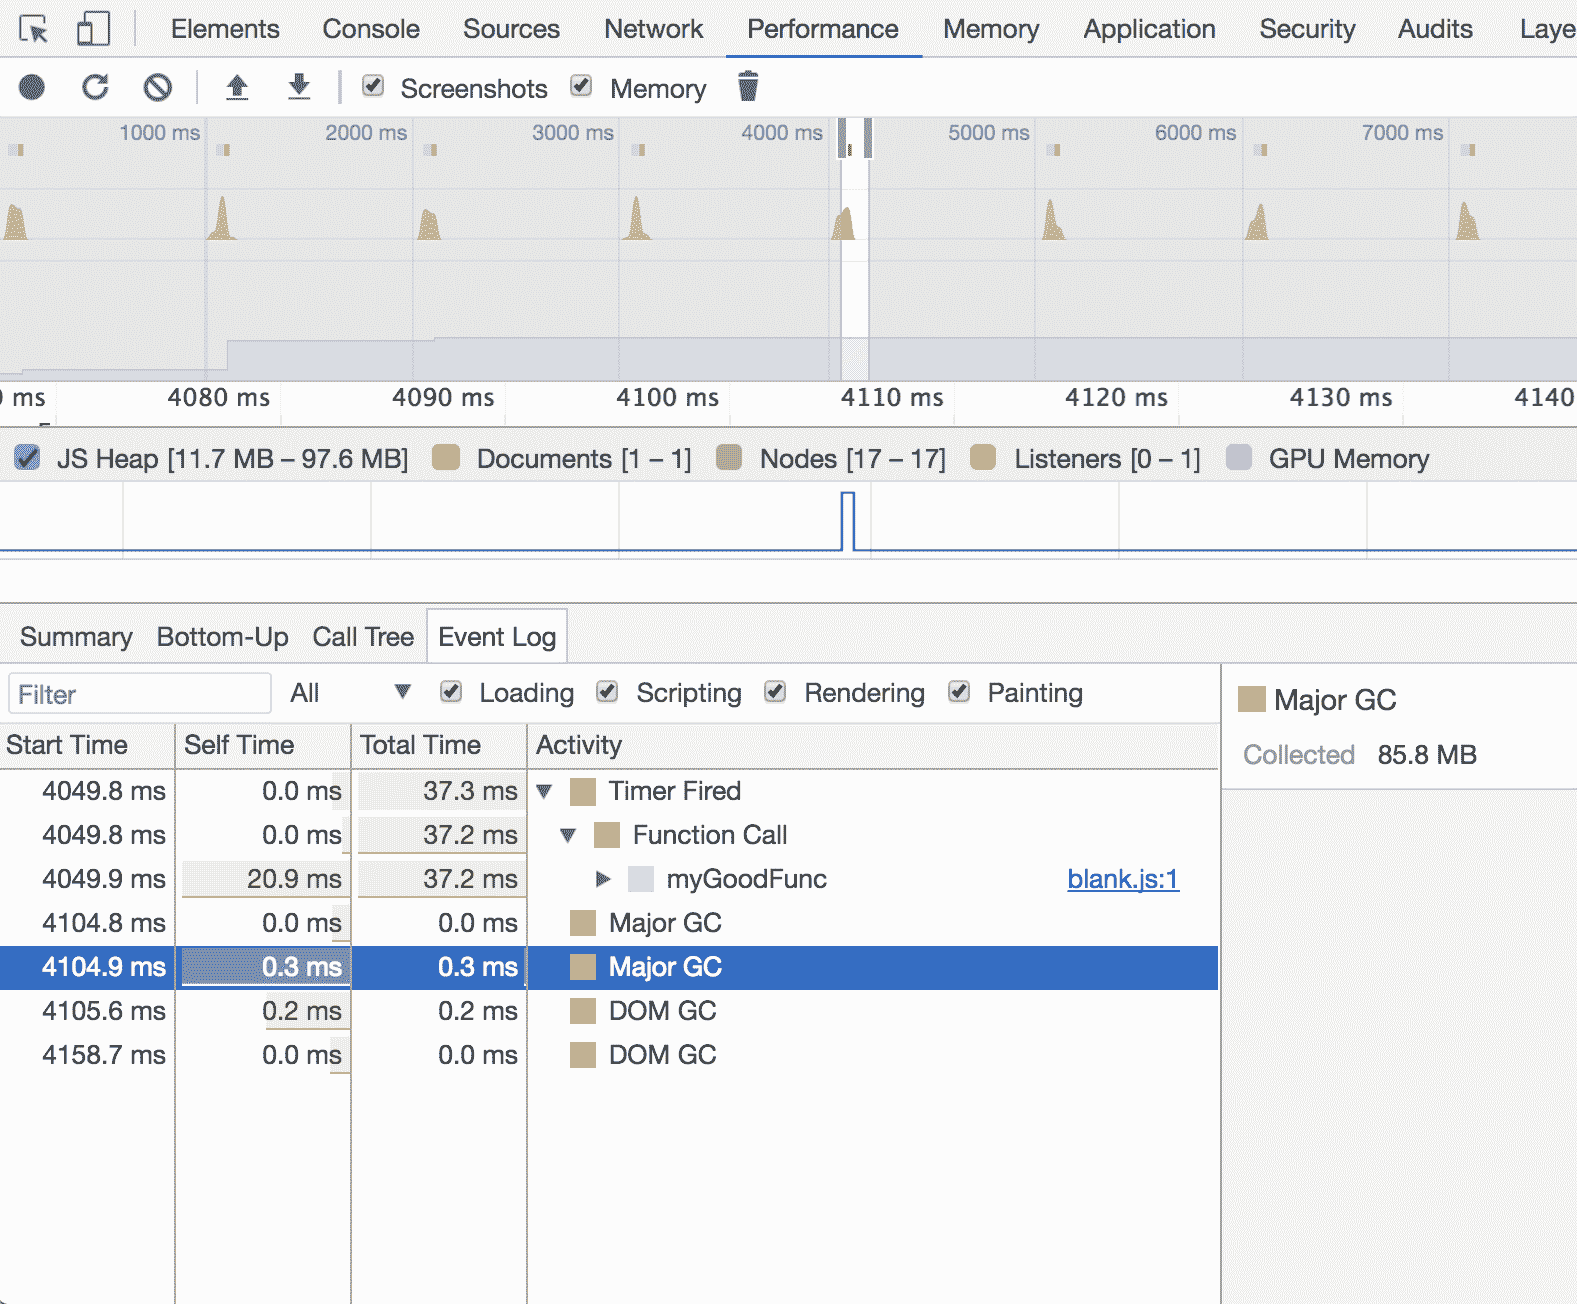 Elements Console Sources Network Performance Memory Application Security Audits Laye
Screenshots Memory
1000 ms 2000 ms 3000 ms 4000 ms 5000 ms 6000 ms 7000 ms
0 ms 4080 ms 4090 ms 4100 ms 4110 ms 4120 ms 4130 ms 4140
JS Heap [11.7 MB – 97.6 MB] Documents [1 – 1] Nodes [17 – 17] Listeners [0 – 1] GPU Memory
Summary Bottom-Up Call Tree Event Log
Filter All Loading Scripting Rendering Painting
Major GC
Collected 85.8 MB
Start Time Self Time Total Time Activity
4049.8 ms 0.0 ms 37.3 ms Timer Fired
4049.8 ms 0.0 ms 37.2 ms Function Call
4049.9 ms 20.9 ms 37.2 ms myGoodFunc blank.js:1
4104.8 ms 0.0 ms 0.0 ms Major GC
4104.9 ms 0.3 ms 0.3 ms Major GC
4105.6 ms 0.2 ms 0.2 ms DOM GC
4158.7 ms 0.0 ms 0.0 ms DOM GC